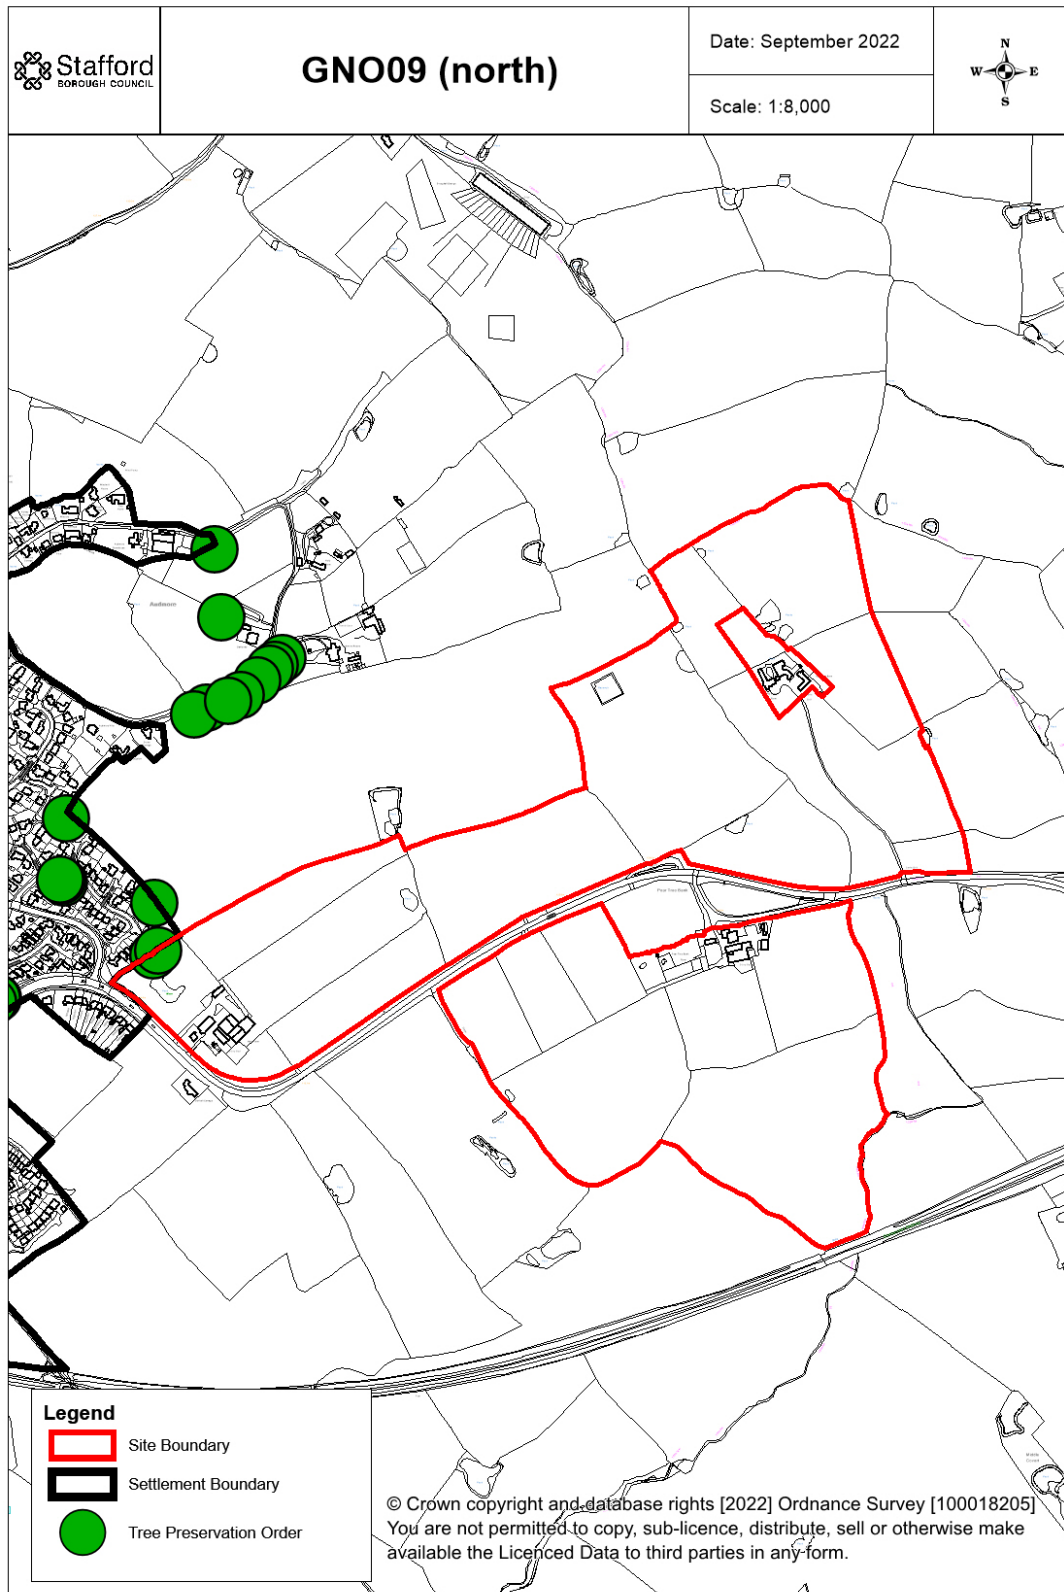 Stafford
BOROUGH COUNCIL
GNO09 (north)
Date: September 2022
Scale: 1:8,000
N
W E
S
Audmore
Legend
Site Boundary
Settlement Boundary
Tree Preservation Order
© Crown copyright and database rights [2022] Ordnance Survey [100018205]
You are not permitted to copy, sub-licence, distribute, sell or otherwise make
available the Licenced Data to third parties in any form.